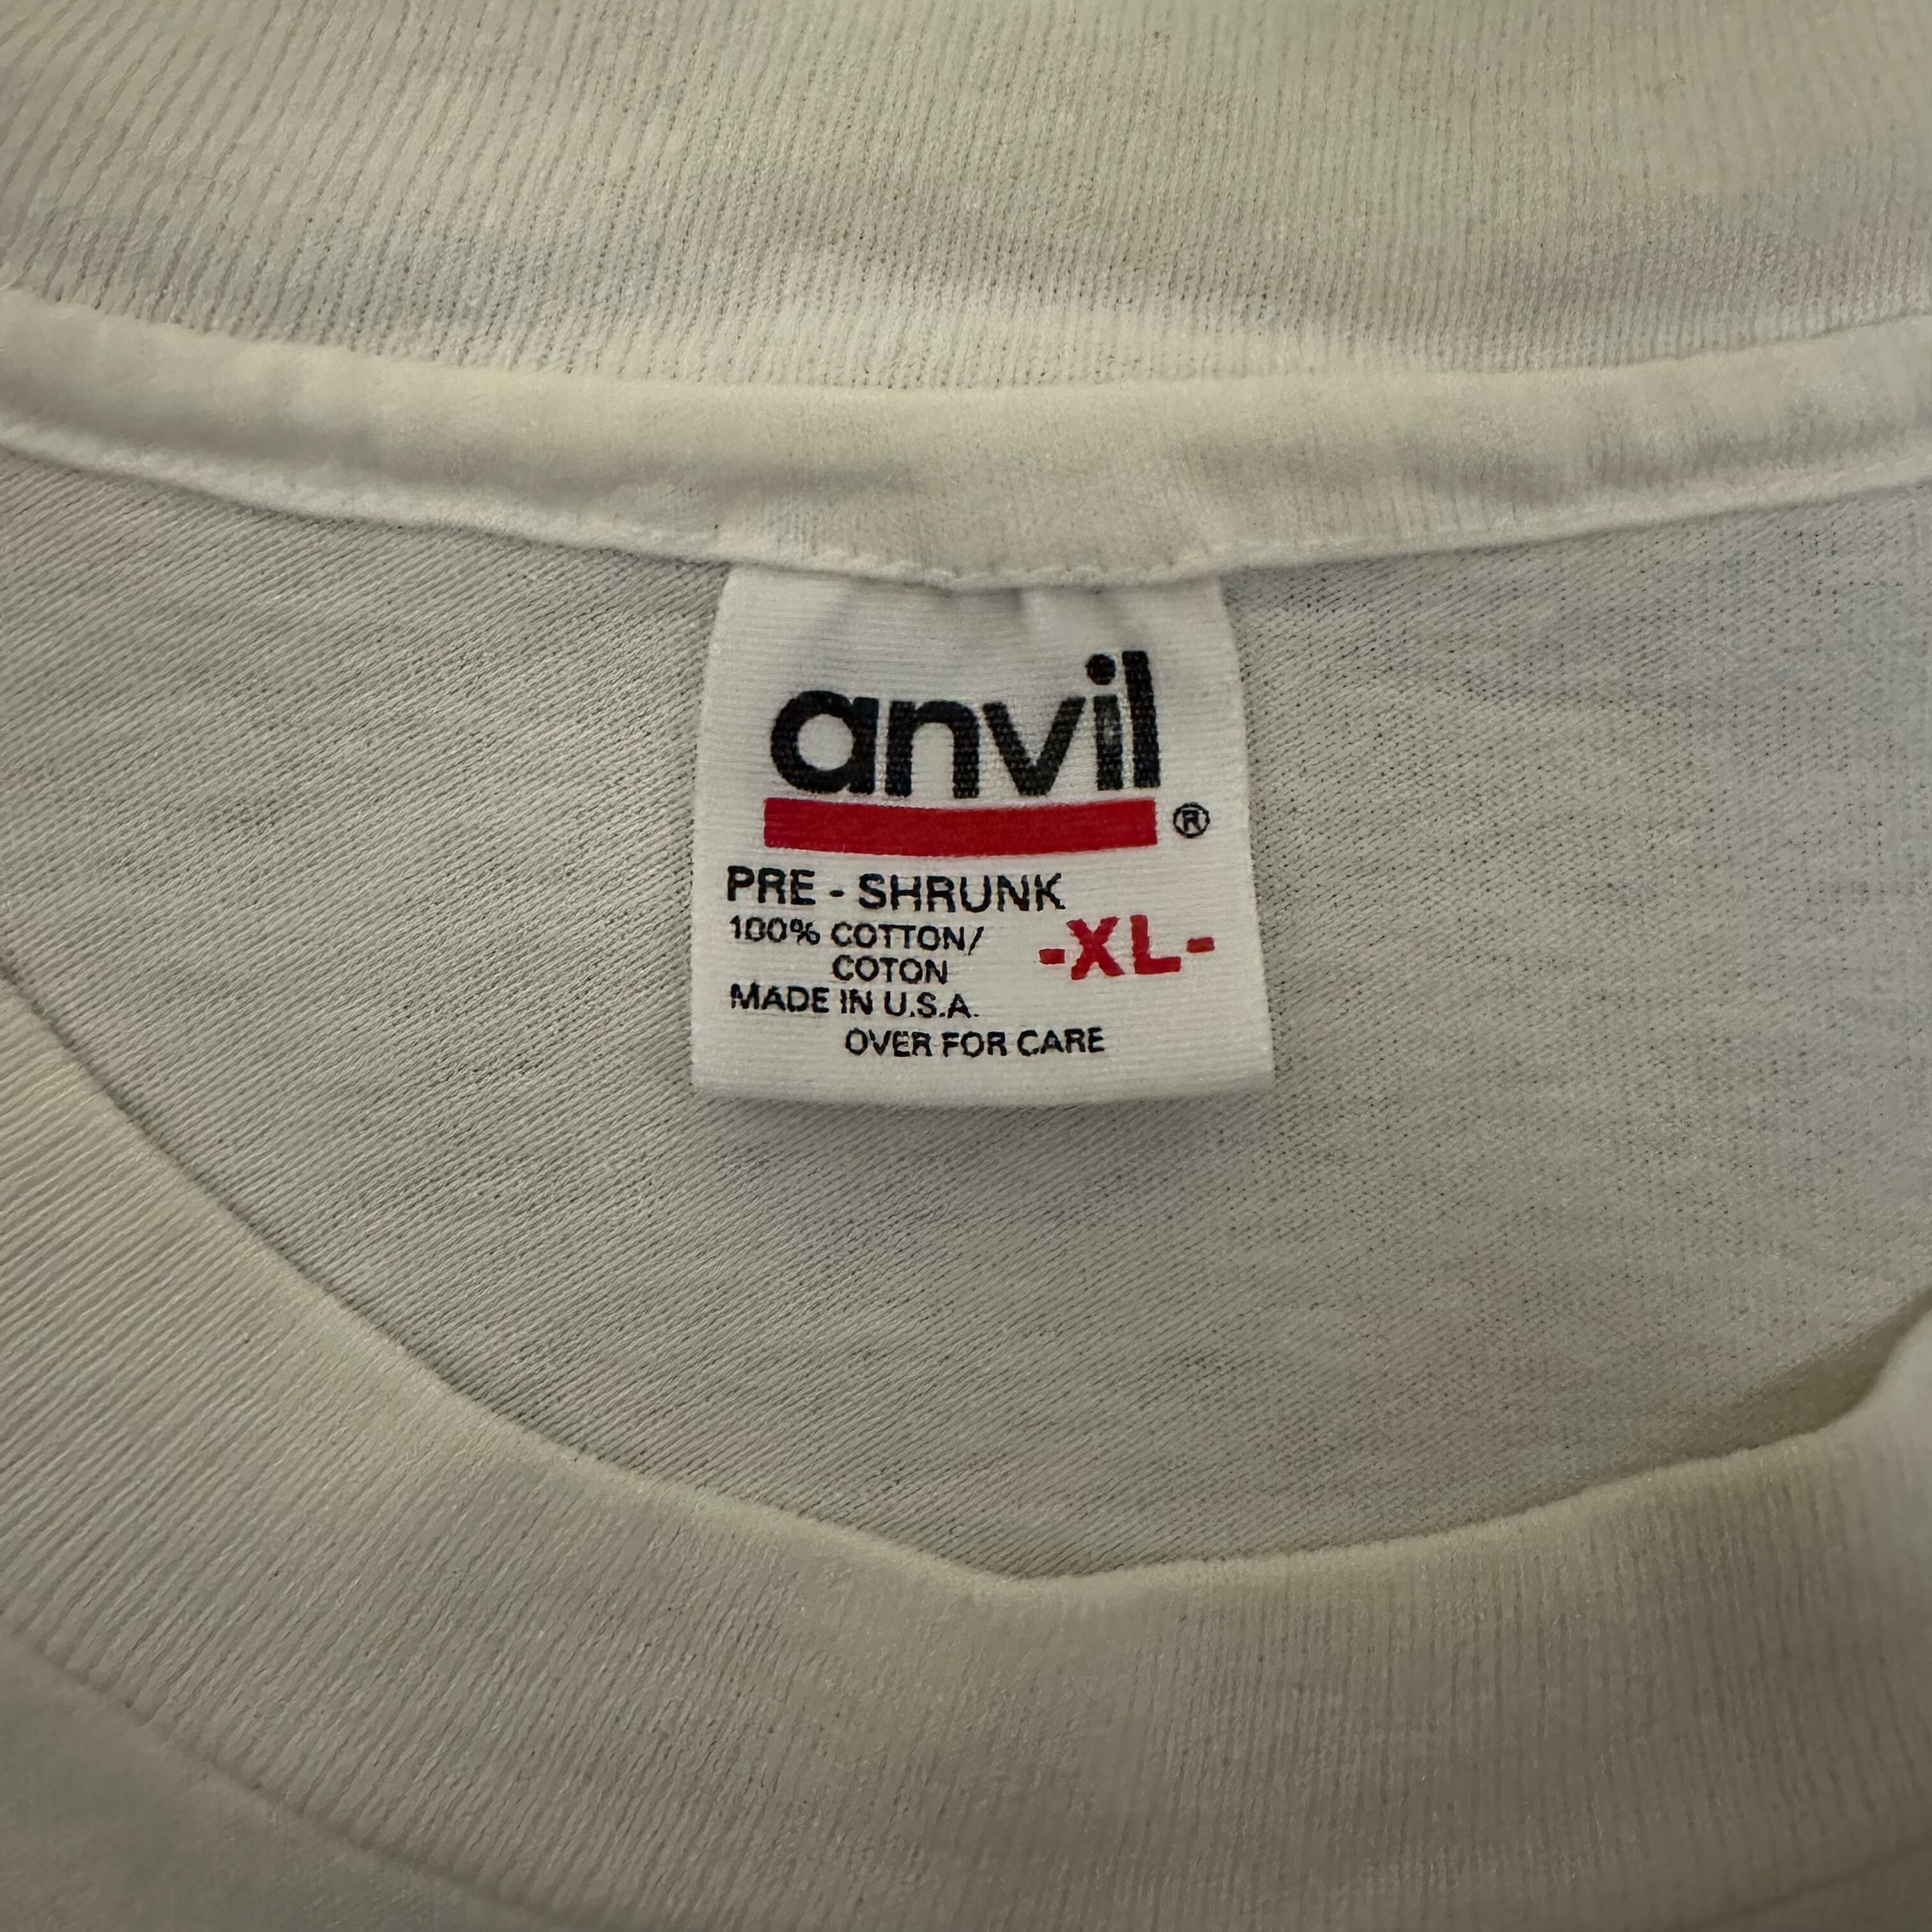 anvil
®
PRE - SHRUNK
100% COTTON/
COTON
-XL-
MADE IN U.S.A.
OVER FOR CARE